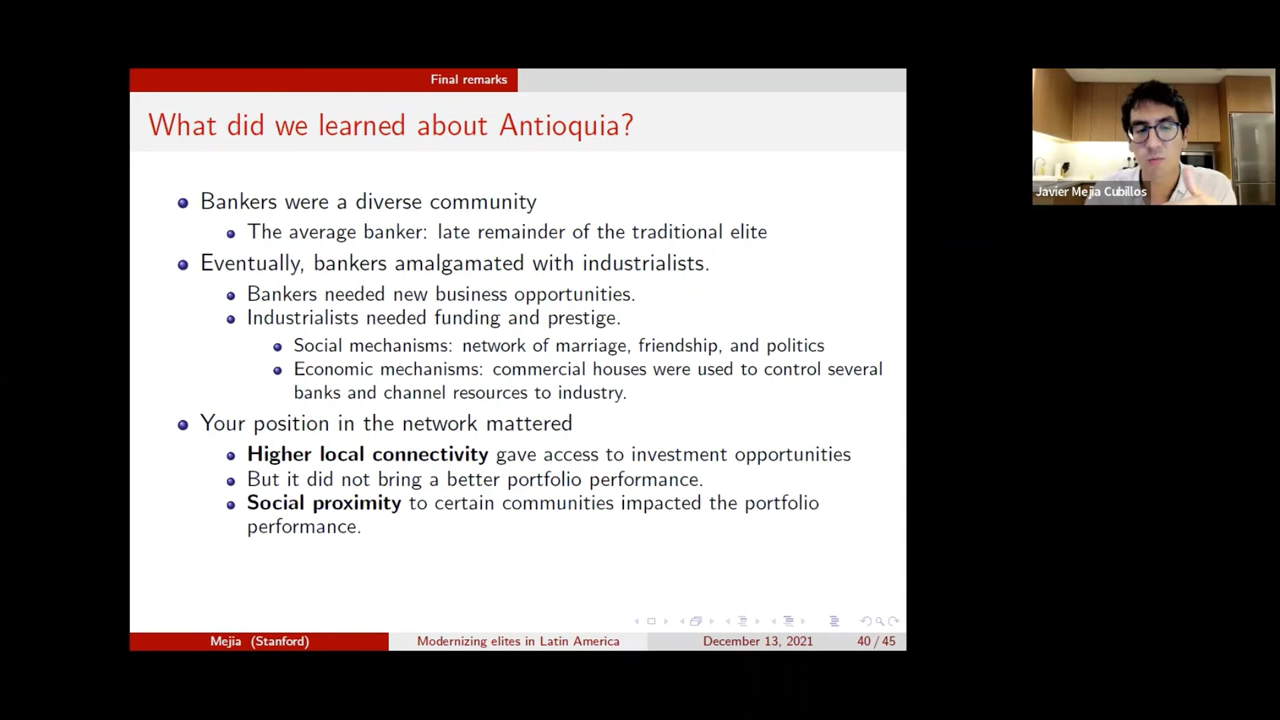 Final remarks
What did we learned about Antioquia?
Bankers were a diverse community
The average banker: late remainder of the traditional elite
Eventually, bankers amalgamated with industrialists.
Bankers needed new business opportunities.
Industrialists needed funding and prestige.
Social mechanisms: network of marriage, friendship, and politics
Economic mechanisms: commercial houses were used to control several
banks and channel resources to industry.
Your position in the network mattered
Higher local connectivity gave access to investment opportunities
But it did not bring a better portfolio performance.
Social proximity to certain communities impacted the portfolio
performance.
Mejia (Stanford)
Modernizing elites in Latin America
December 13, 2021
40 / 45
Javier Mejia Cubillos